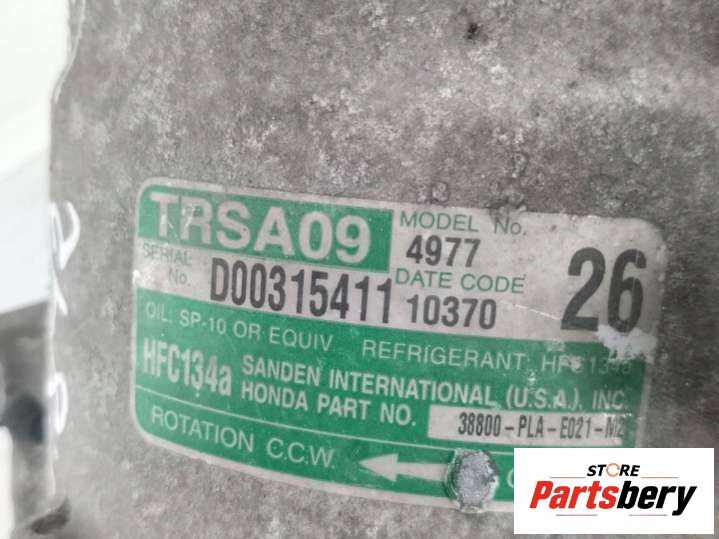 TRSA09
MODEL No.
4977
26
SERIAL No.
D00315411
DATE CODE
10370
OIL: SP-10 OR EQUIV.
REFRIGERANT: HFC134a
HFC134a
SANDEN INTERNATIONAL (U.S.A.), INC.
HONDA PART NO.
38800-PLA-E021-M2
ROTATION C.C.W.
STORE
Partsbery